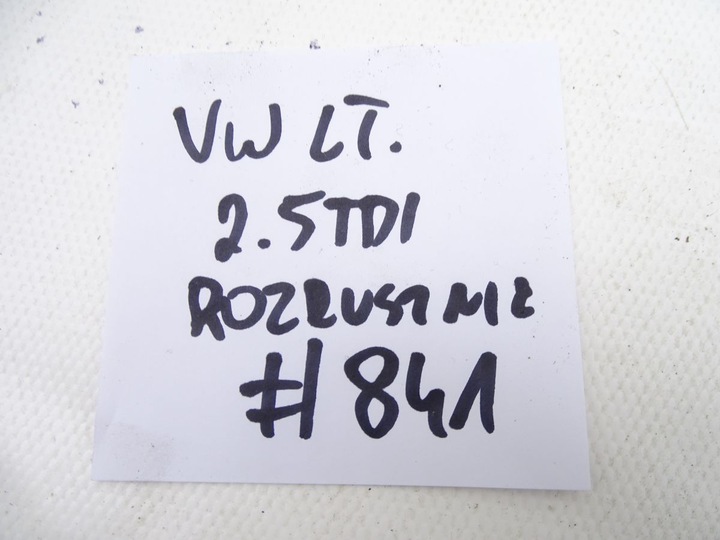 VW LT.
2.5TDI
ROZRUSZNIK
#841